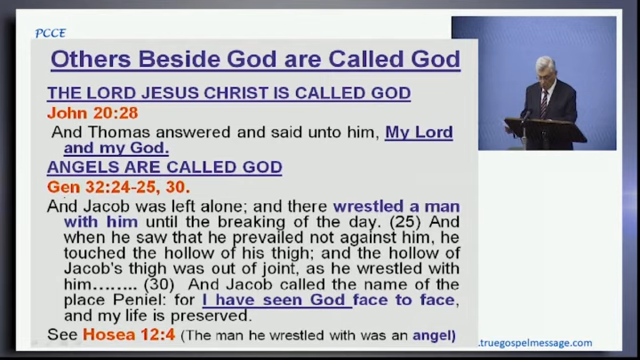 PCCE
Others Beside God are Called God
THE LORD JESUS CHRIST IS CALLED GOD
John 20:28
And Thomas answered and said unto him, My Lord
and my God.
ANGELS ARE CALLED GOD
Gen 32:24-25, 30.
And Jacob was left alone; and there wrestled a man
with him until the breaking of the day. (25) And
when he saw that he prevailed not against him, he
touched the hollow of his thigh; and the hollow of
Jacob's thigh was out of joint, as he wrestled with
him........ (30) And Jacob called the name of the
place Peniel: for I have seen God face to face,
and my life is preserved.
See Hosea 12:4 (The man he wrestled with was an angel)
.truegospelmessage.com